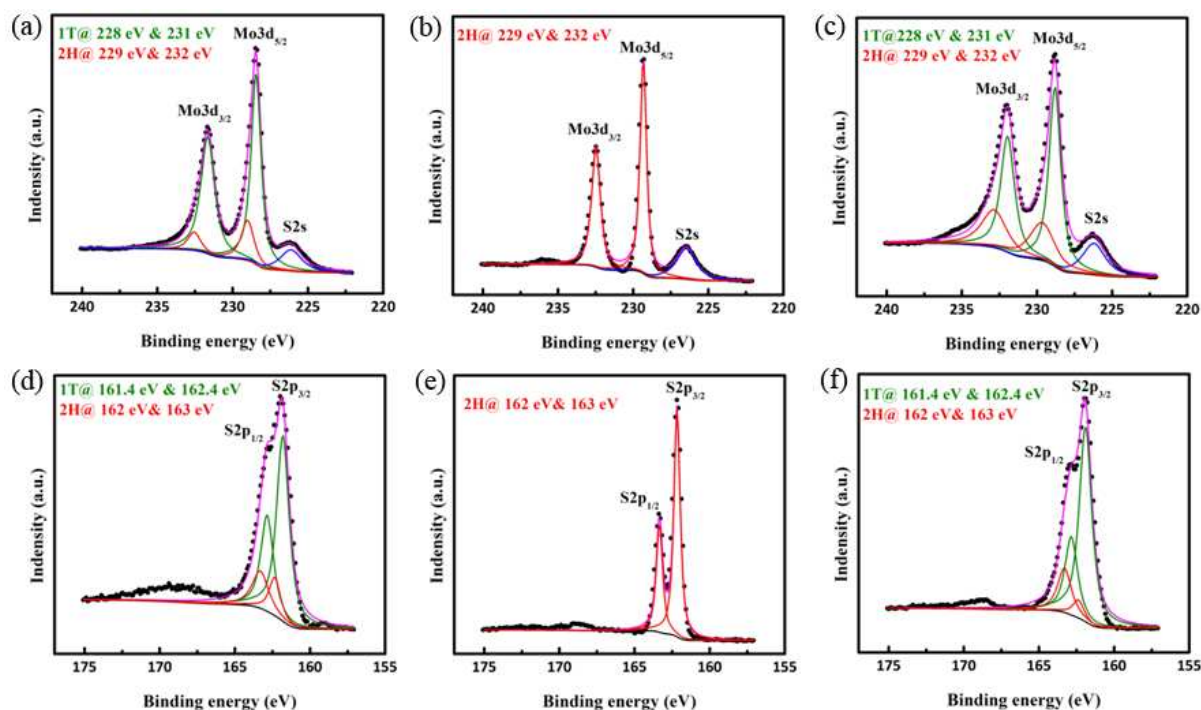 (a)
1T@ 228 eV & 231 eV
2H@ 229 eV& 232 eV
Mo3d5/2
Mo3d3/2
S2s
Indensity (a.u.)
240 235 230 225 220
Binding energy (eV)
(b)
2H@ 229 eV& 232 eV
Mo3d5/2
Mo3d3/2
S2s
Indensity (a.u.)
240 235 230 225 220
Binding energy (eV)
(c)
1T@228 eV & 231 eV
2H@ 229 eV& 232 eV
Mo3d5/2
Mo3d3/2
S2s
Indensity (a.u.)
240 235 230 225 220
Binding energy (eV)
(d)
1T@ 161.4 eV & 162.4 eV
2H@ 162 eV& 163 eV
S2p3/2
S2p1/2
Indensity (a.u.)
175 170 165 160 155
Binding energy (eV)
(e)
2H@ 162 eV& 163 eV
S2p3/2
S2p1/2
Indensity (a.u.)
175 170 165 160 155
Binding energy (eV)
(f)
1T@ 161.4 eV & 162.4 eV
2H@ 162 eV& 163 eV
S2p3/2
S2p1/2
Indensity (a.u.)
175 170 165 160 155
Binding energy (eV)